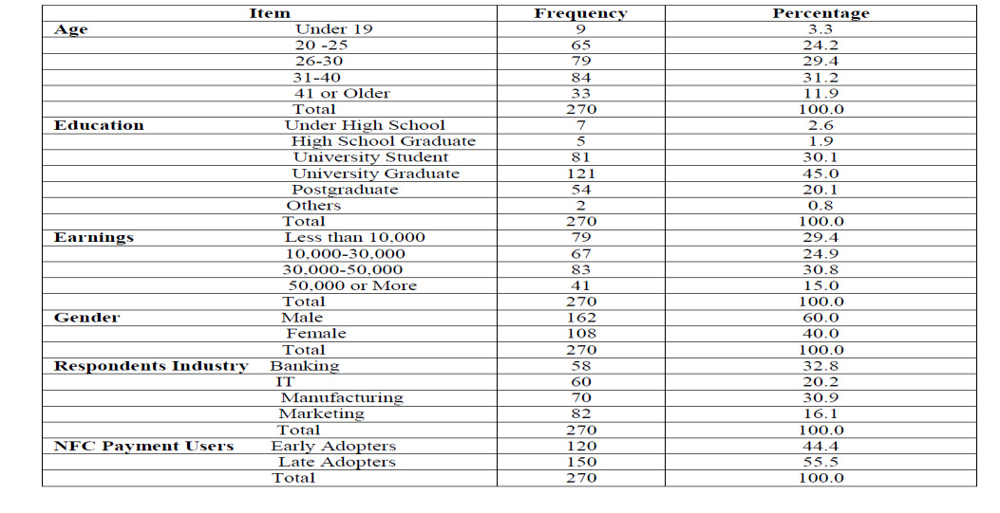 Item Frequency Percentage
Age Under 19 9 3.3
20 -25 65 24.2
26-30 79 29.4
31-40 84 31.2
41 or Older 33 11.9
Total 270 100.0
Education Under High School 7 2.6
High School Graduate 5 1.9
University Student 81 30.1
University Graduate 121 45.0
Postgraduate 54 20.1
Others 2 0.8
Total 270 100.0
Earnings Less than 10,000 79 29.4
10,000-30,000 67 24.9
30,000-50,000 83 30.8
50,000 or More 41 15.0
Total 270 100.0
Gender Male 162 60.0
Female 108 40.0
Total 270 100.0
Respondents Industry Banking 58 32.8
IT 60 20.2
Manufacturing 70 30.9
Marketing 82 16.1
Total 270 100.0
NFC Payment Users Early Adopters 120 44.4
Late Adopters 150 55.5
Total 270 100.0